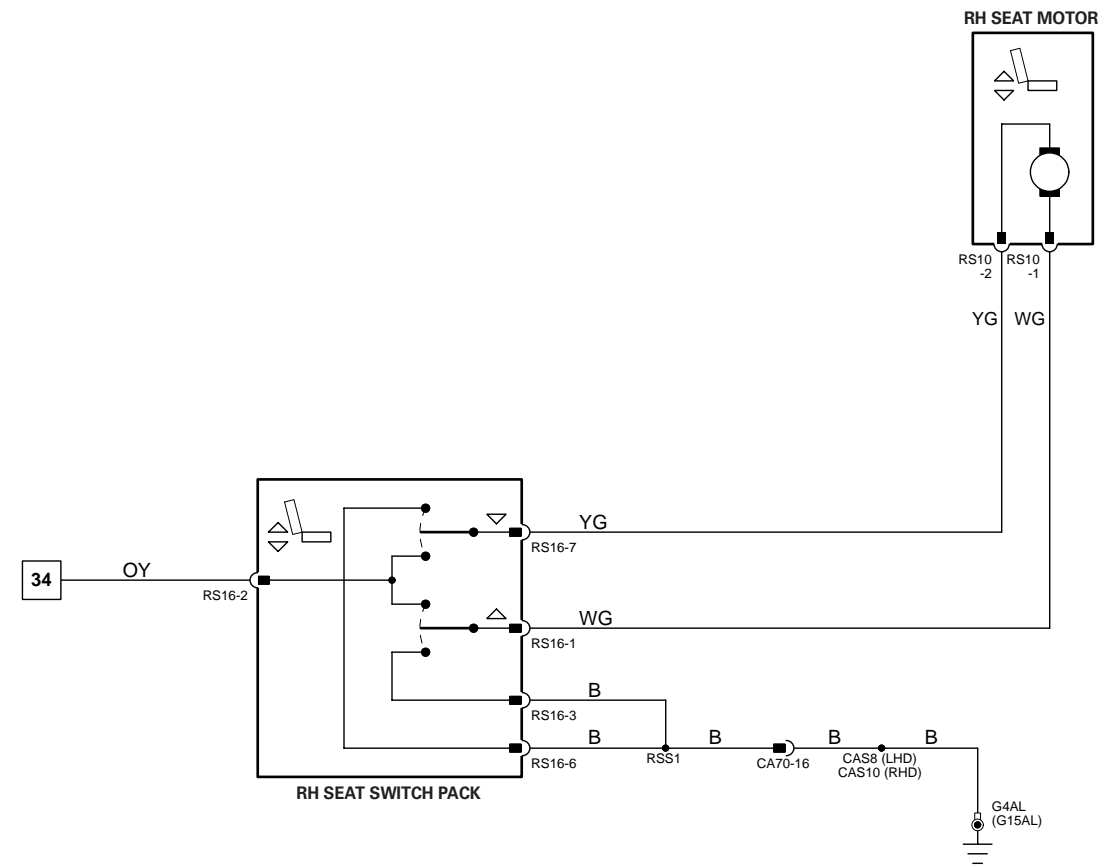 RH SEAT MOTOR
RS10
-2
RS10
-1
YG
WG
YG
RS16-7
34
OY
RS16-2
WG
RS16-1
B
RS16-3
B
RS16-6
RSS1
B
CA70-16
B
CAS8 (LHD)
CAS10 (RHD)
B
RH SEAT SWITCH PACK
G4AL
(G15AL)